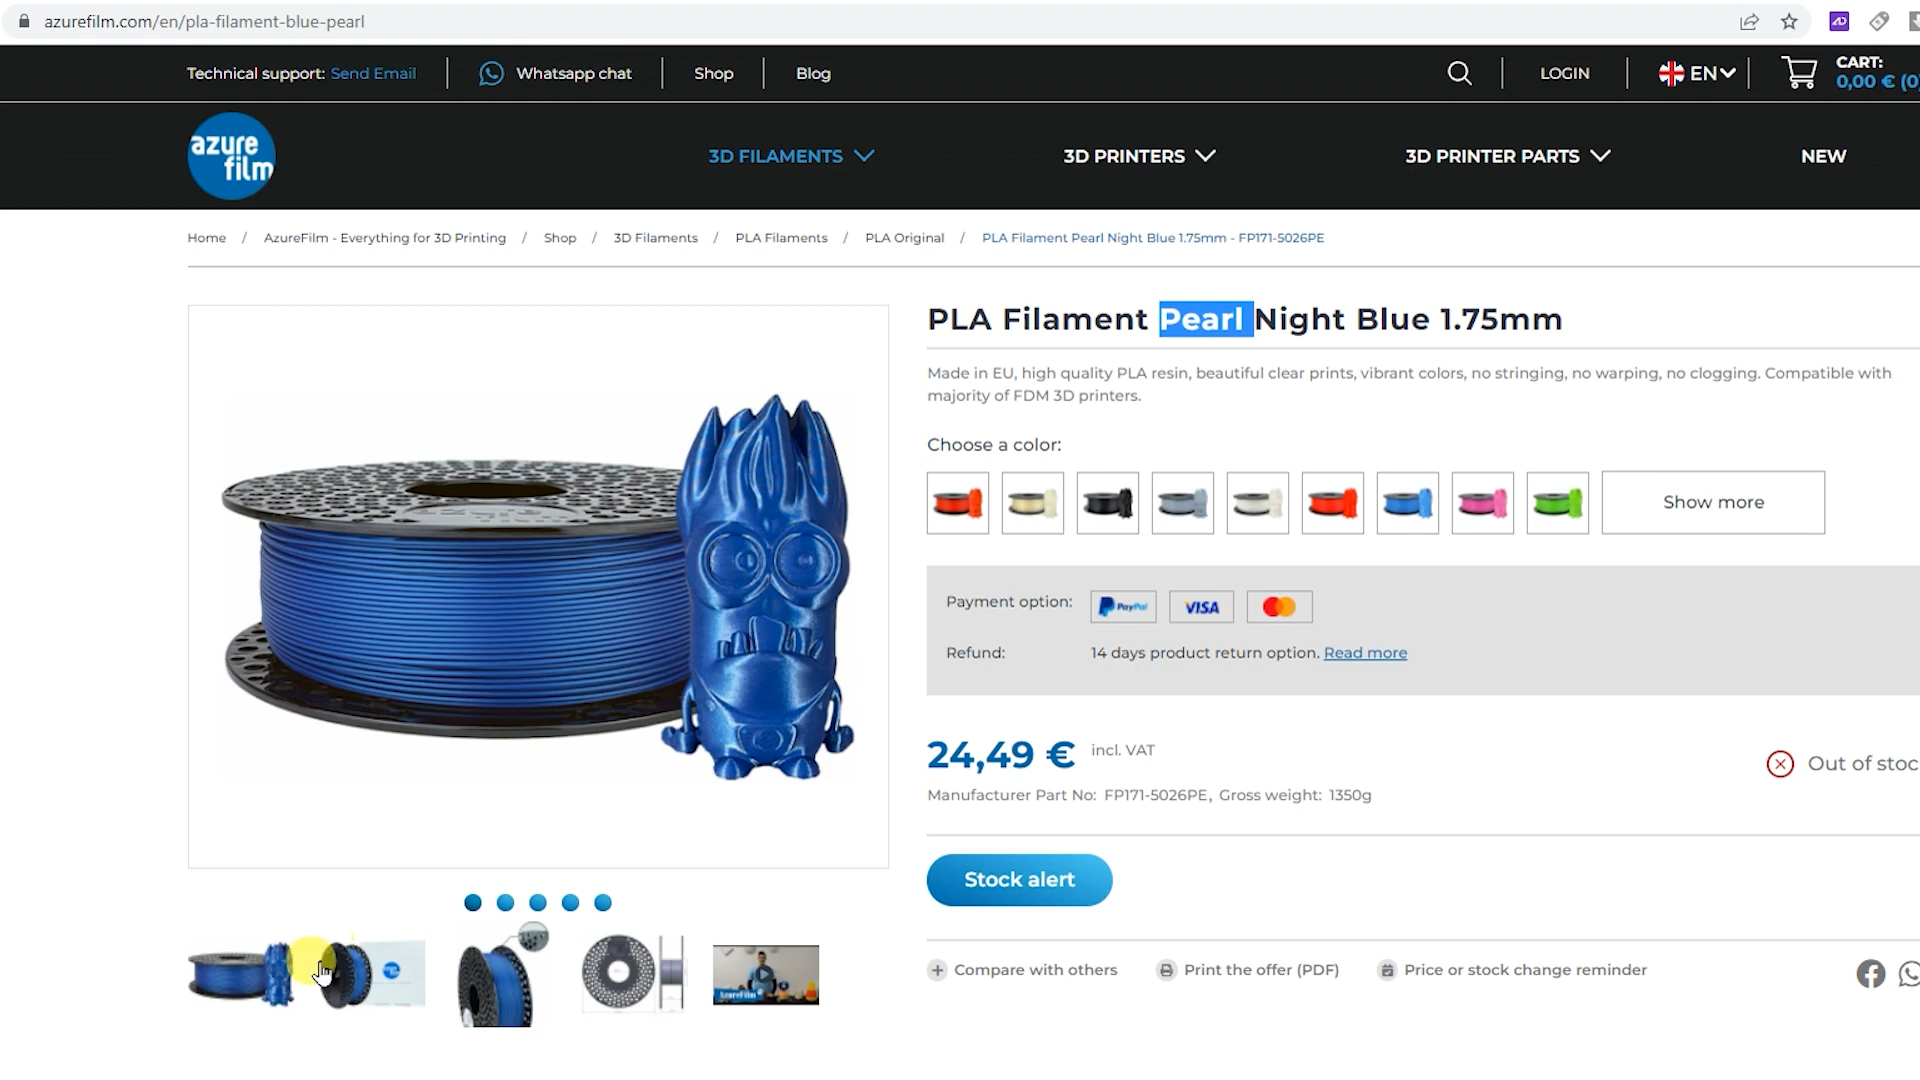 azurefilm.com/en/pla-filament-blue-pearl
Technical support: Send Email
Whatsapp chat
Shop
Blog
LOGIN
EN
CART:
0,00 € (0)
azure
film
3D FILAMENTS
3D PRINTERS
3D PRINTER PARTS
NEW
Home / AzureFilm - Everything for 3D Printing / Shop / 3D Filaments / PLA Filaments / PLA Original / PLA Filament Pearl Night Blue 1.75mm - FP171-5026PE
PLA Filament Pearl Night Blue 1.75mm
Made in EU, high quality PLA resin, beautiful clear prints, vibrant colors, no stringing, no warping, no clogging. Compatible with
majority of FDM 3D printers.
Choose a color:
Show more
Payment option:
PayPal
VISA
Refund:
14 days product return option. Read more
24,49 € incl. VAT
Out of stoc
Manufacturer Part No: FP171-5026PE, Gross weight: 1350g
Stock alert
Compare with others
Print the offer (PDF)
Price or stock change reminder
AzureFilm